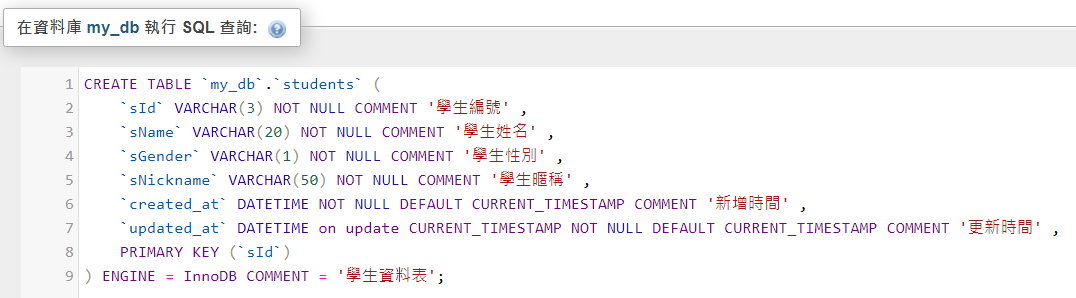 在資料庫 my_db 執行 SQL 查詢:
1 CREATE TABLE `my_db`.`students` (
2 `sId` VARCHAR(3) NOT NULL COMMENT '學生編號' ,
3 `sName` VARCHAR(20) NOT NULL COMMENT '學生姓名' ,
4 `sGender` VARCHAR(1) NOT NULL COMMENT '學生性別' ,
5 `sNickname` VARCHAR(50) NOT NULL COMMENT '學生暱稱' ,
6 `created_at` DATETIME NOT NULL DEFAULT CURRENT_TIMESTAMP COMMENT '新增時間' ,
7 `updated_at` DATETIME on update CURRENT_TIMESTAMP NOT NULL DEFAULT CURRENT_TIMESTAMP COMMENT '更新時間' ,
8 PRIMARY KEY (`sId`)
9 ) ENGINE = InnoDB COMMENT = '學生資料表';